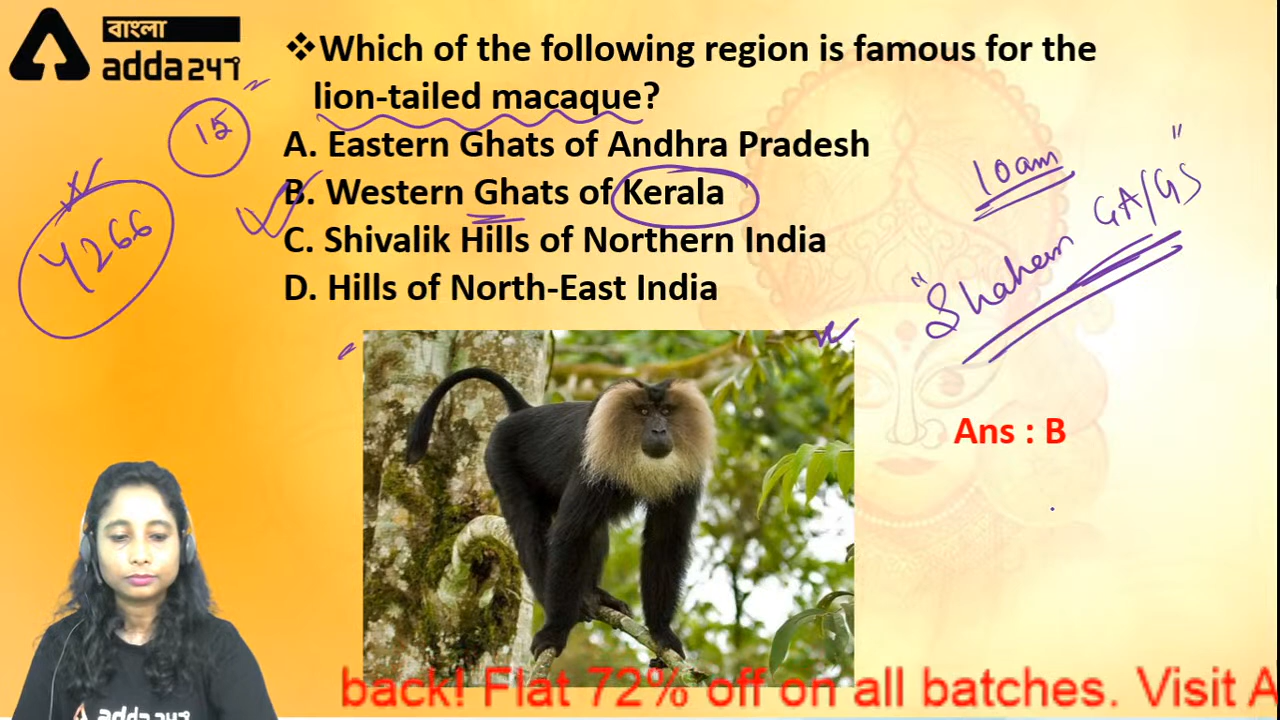 বাংলা
adda247
❖Which of the following region is famous for the
lion-tailed macaque?
A. Eastern Ghats of Andhra Pradesh
B. Western Ghats of Kerala
C. Shivalik Hills of Northern India
D. Hills of North-East India
15
Y266
10am
GA/GS
Ans : B
back! Flat 72% off on all batches. Visit A
adda247